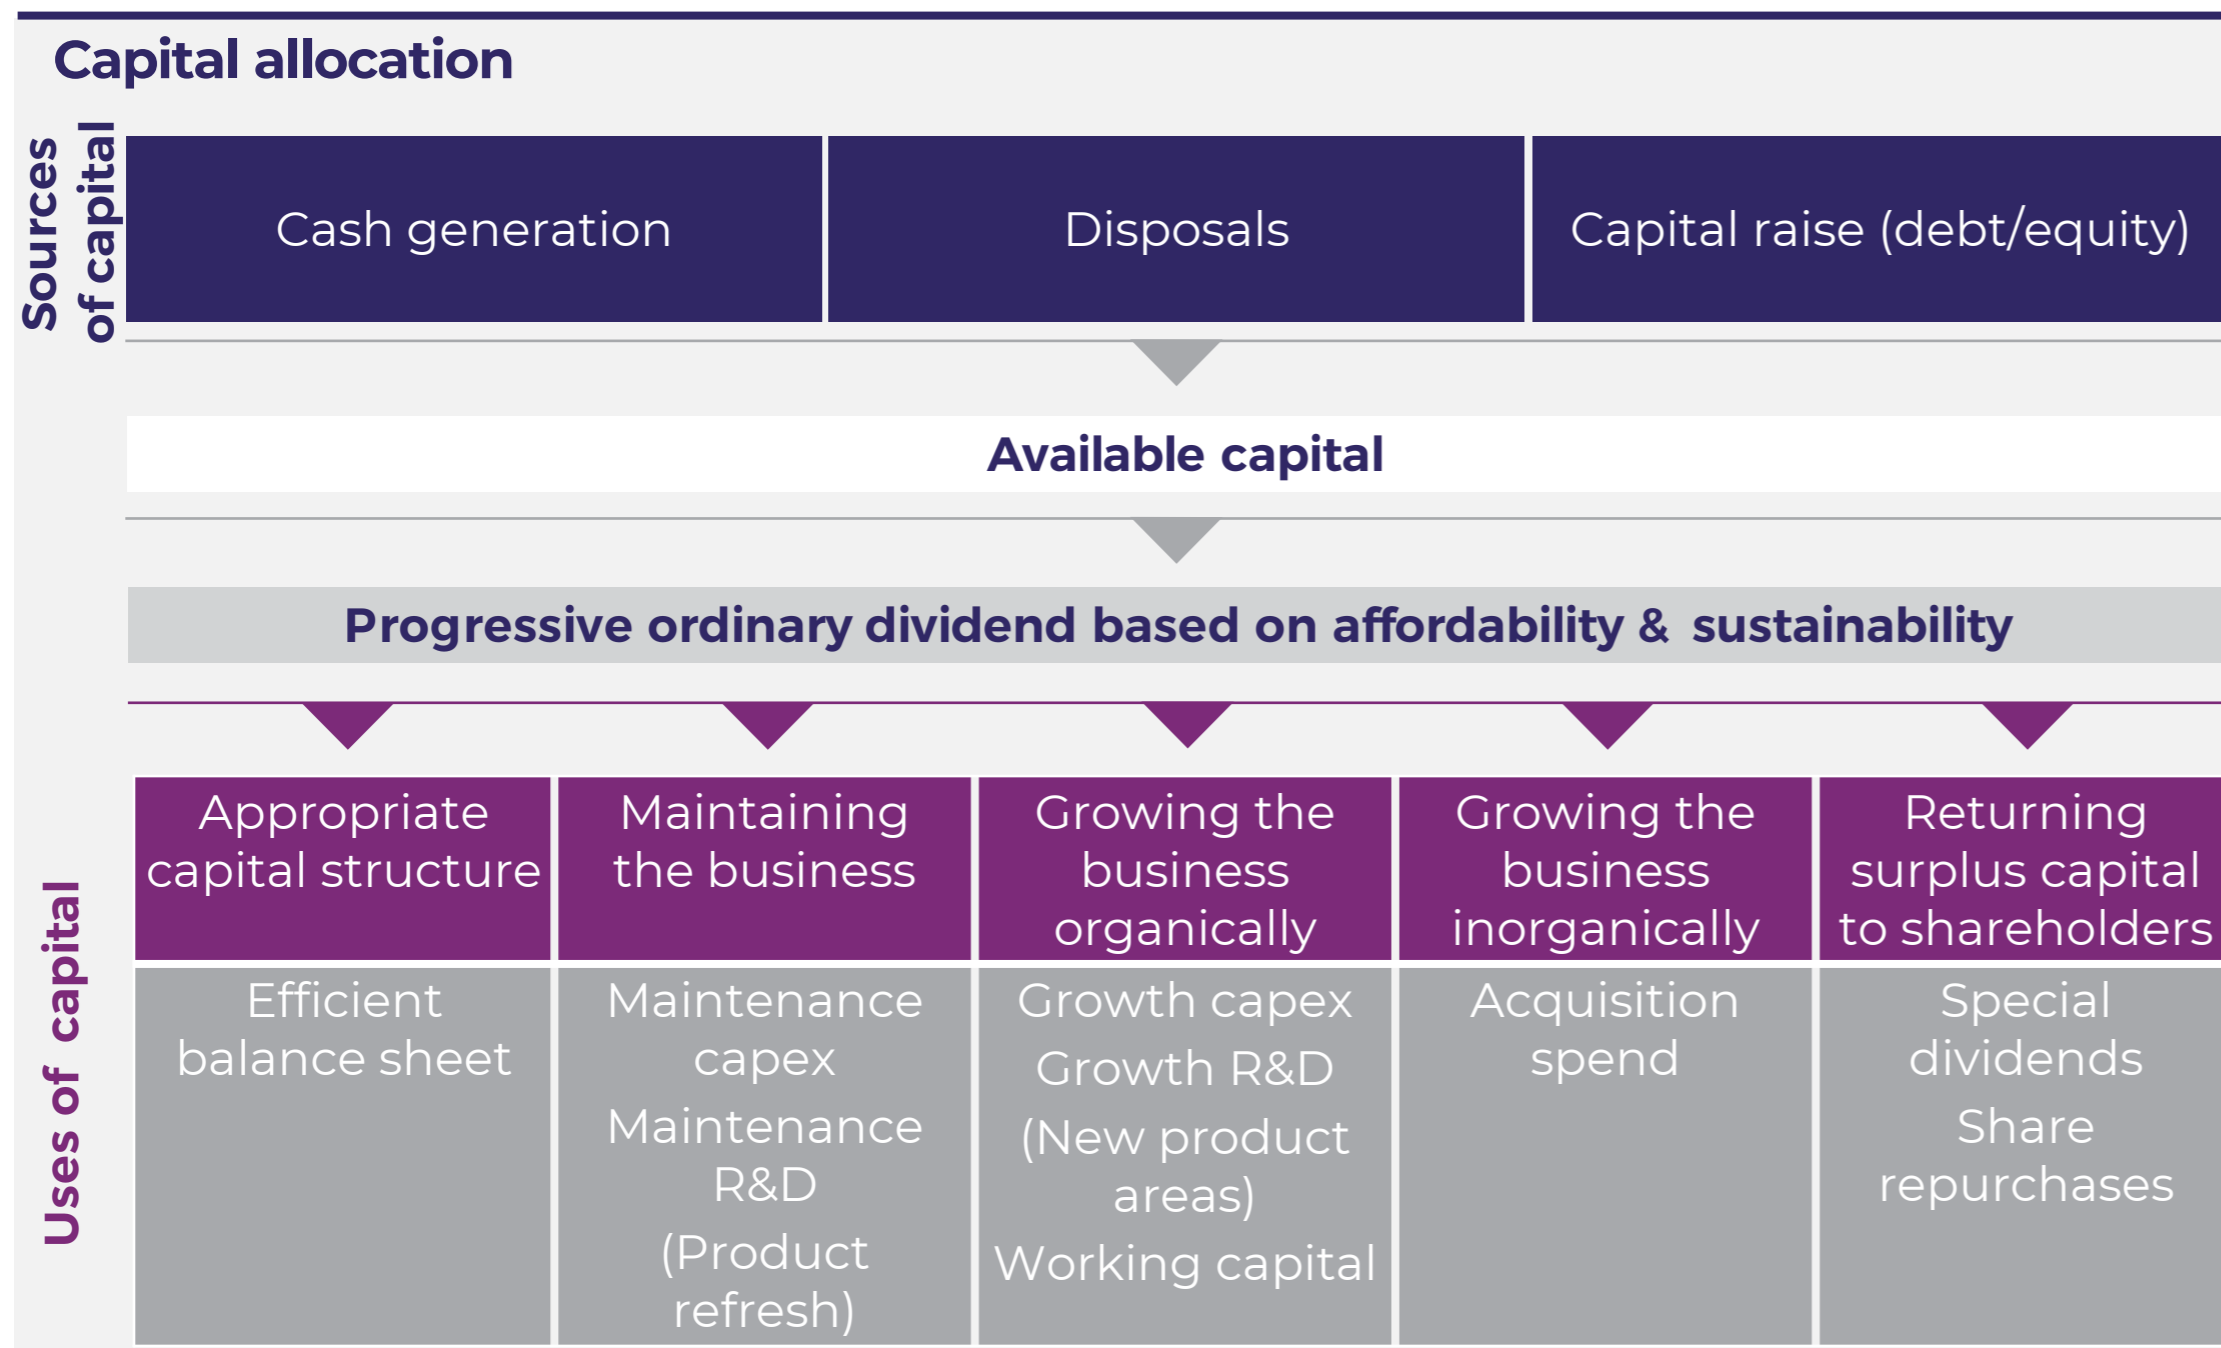 Capital allocation
Sources
of capital
Cash generation
Disposals
Capital raise (debt/equity)
Available capital
Progressive ordinary dividend based on affordability & sustainability
Uses of capital
Appropriate
capital structure
Maintaining
the business
Growing the
business
organically
Growing the
business
inorganically
Returning
surplus capital
to shareholders
Efficient
balance sheet
Maintenance
capex
Maintenance
R&D
(Product
refresh)
Growth capex
Growth R&D
(New product
areas)
Working capital
Acquisition
spend
Special
dividends
Share
repurchases